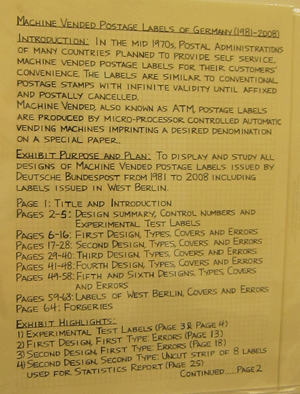 Machine Vended Postage Labels of Germany (1981-2008)
Introduction: In the mid 1970s, Postal Administrations
of many countries planned to provide self service,
machine vended postage labels for their customers'
convenience. The labels are similar to conventional
postage stamps with infinite validity until affixed
and postally cancelled.
Machine Vended, also known as ATM, postage labels
are produced by micro-processor controlled automatic
vending machines imprinting a desired denomination
on a special paper.
Exhibit Purpose and Plan: To display and study all
designs of Machine Vended postage labels issued by
Deutsche Bundespost from 1981 to 2008 including
labels issued in West Berlin.
Page 1: Title and Introduction
Pages 2-5: Design summary, Control numbers and
Experimental Test Labels
Pages 6-16: First Design, Types, Covers and Errors
Pages 17-28: Second Design, Types, Covers and Errors
Pages 29-40: Third Design, Types, Covers and Errors
Pages 41-48: Fourth Design, Types, Covers and Errors
Pages 49-58: Fifth and Sixth Designs, Types, Covers
and Errors
Pages 59-63: Labels of West Berlin, Covers and Errors
Page 64: Forgeries
Exhibit Highlights:
1) Experimental Test Labels (Page 3 & Page 4)
2) First Design, First Type: Errors (Page 13)
3) Second Design, First Type: Errors (Page 18)
4) Second Design, Second Type: Uncut strip of 8 labels
used for Statistics Report (Page 25)
Continued.....Page 2